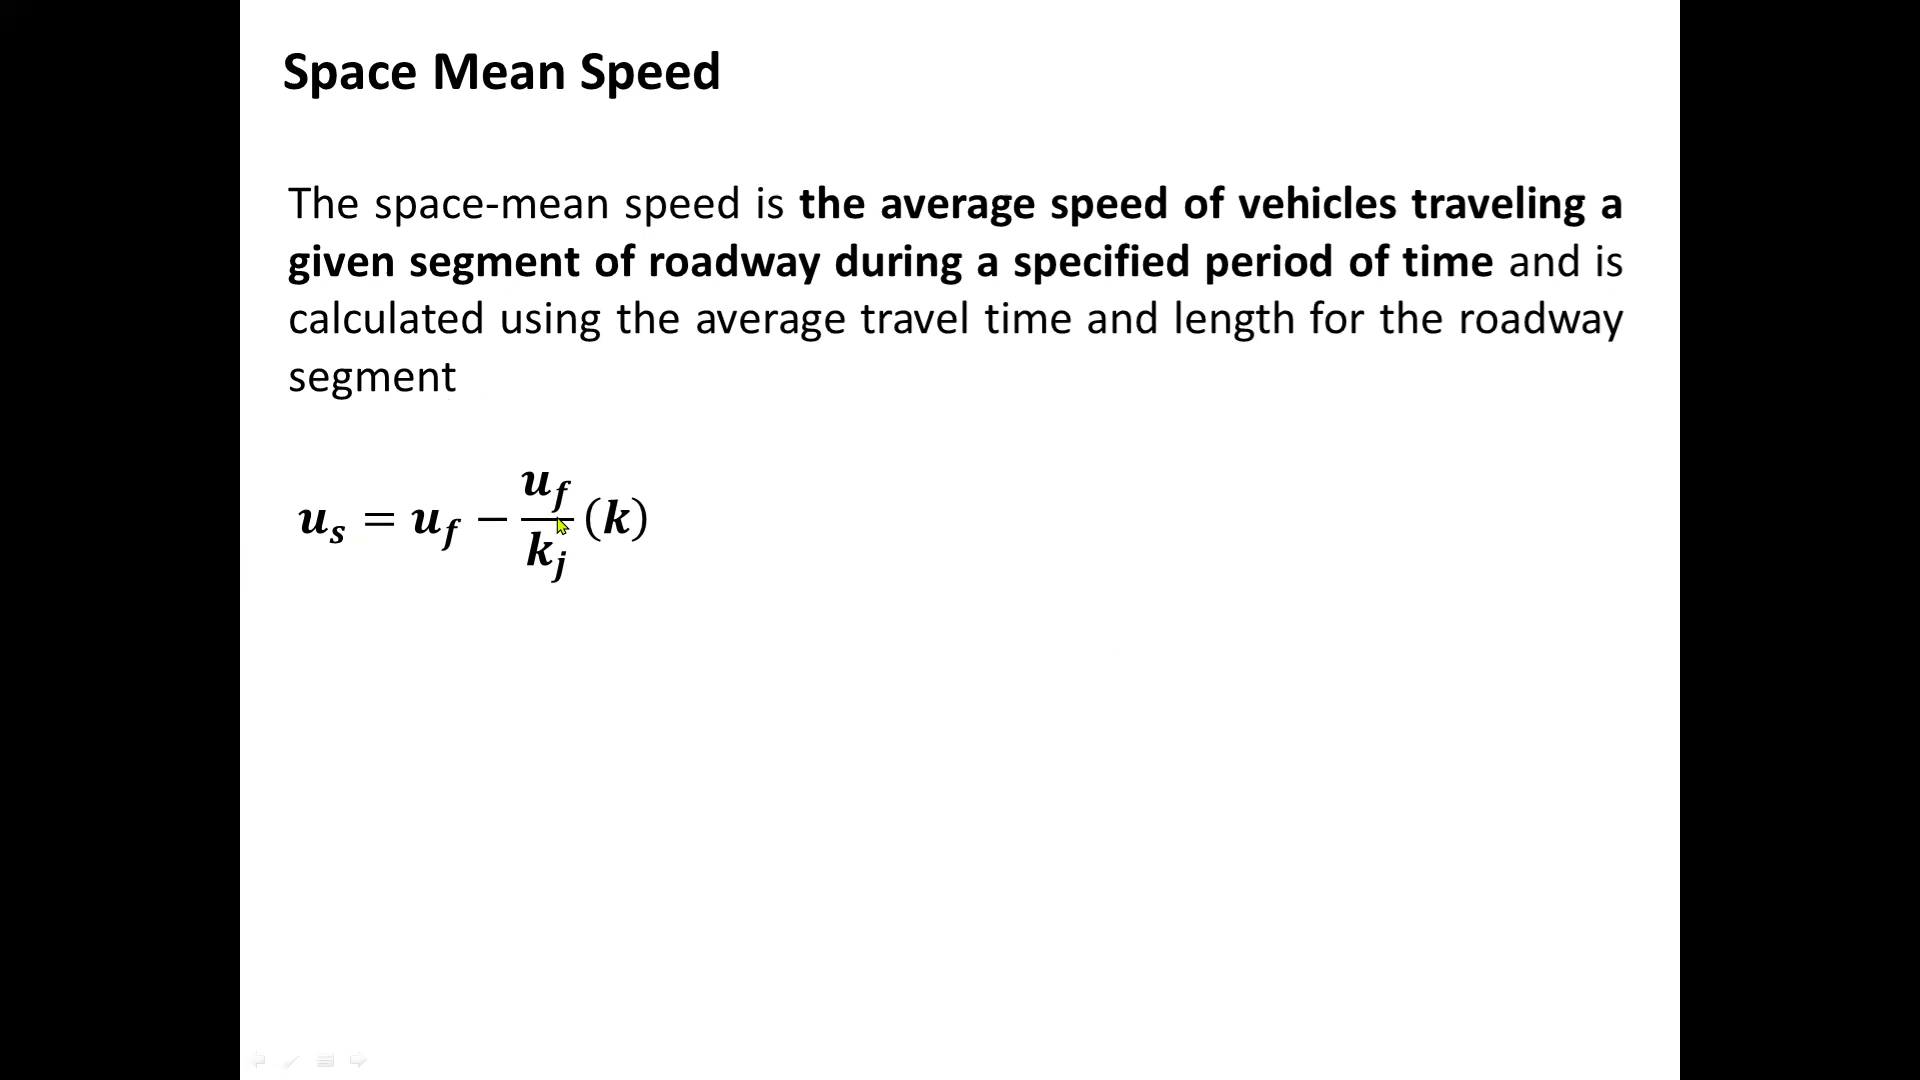 Space Mean Speed
The space-mean speed is the average speed of vehicles traveling a
given segment of roadway during a specified period of time and is
calculated using the average travel time and length for the roadway
segment
u_s = u_f − u_f/k_j (k)